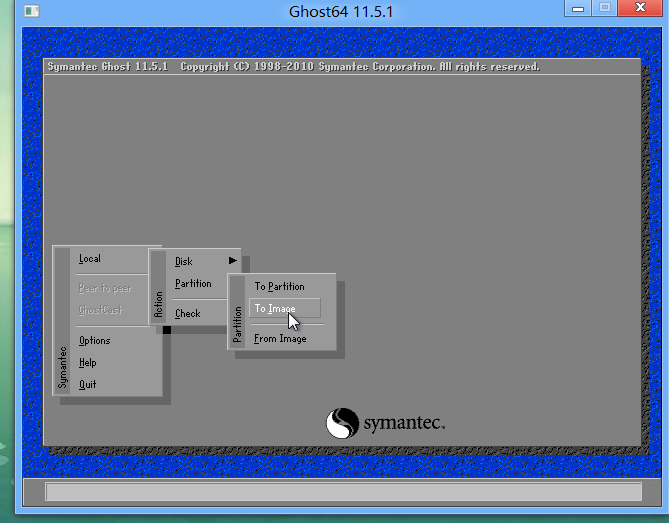 Ghost64 11.5.1
Symantec Ghost 11.5.1 Copyright (C) 1998-2010 Symantec Corporation. All rights reserved.
Symantec
Local
Peer to peer
GhostCast
Options
Help
Quit
Action
Disk
Partition
Check
Partition
To Partition
To Image
From Image
symantec.